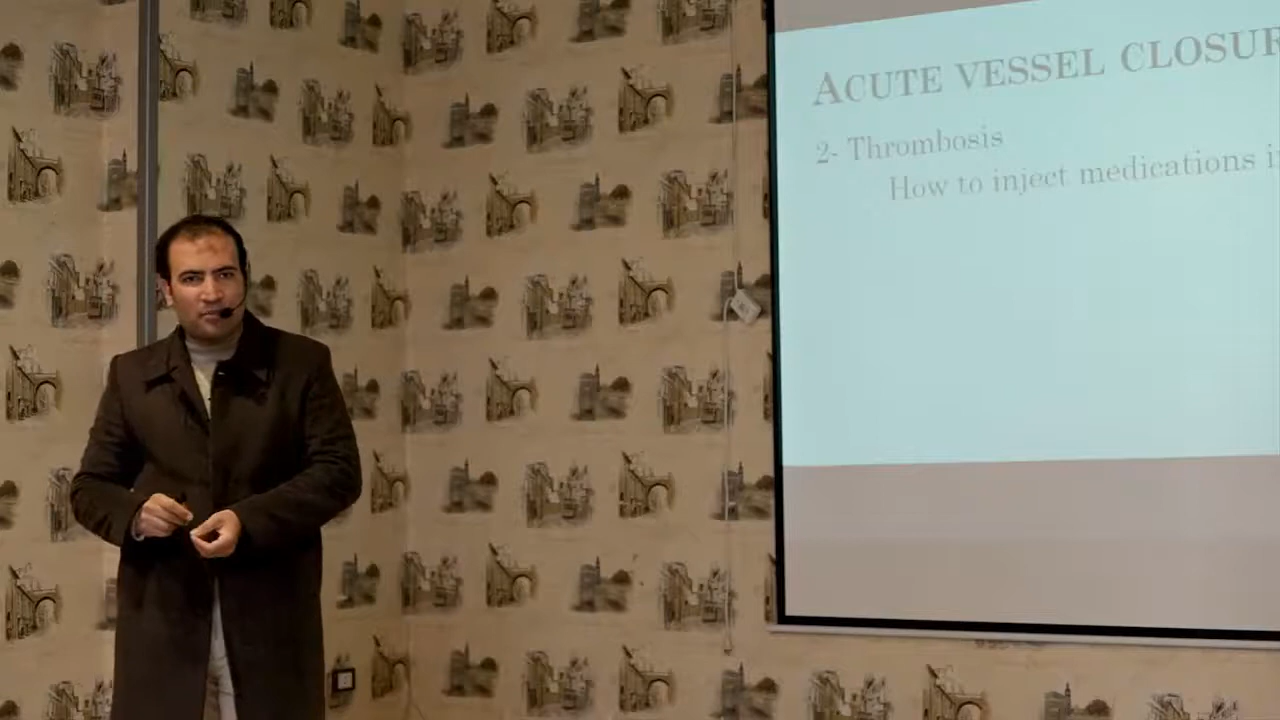 ACUTE VESSEL CLOSUR
2- Thrombosis
How to inject medications i